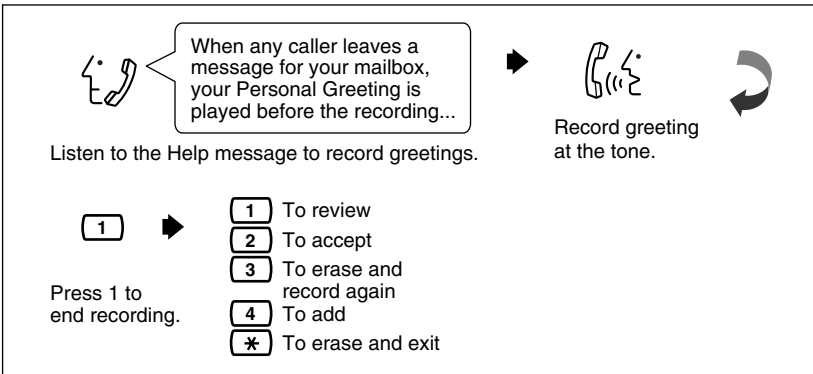 When any caller leaves a
message for your mailbox,
your Personal Greeting is
played before the recording...
Listen to the Help message to record greetings.
Record greeting
at the tone.
1
Press 1 to
end recording.
1 To review
2 To accept
3 To erase and
record again
4 To add
* To erase and exit